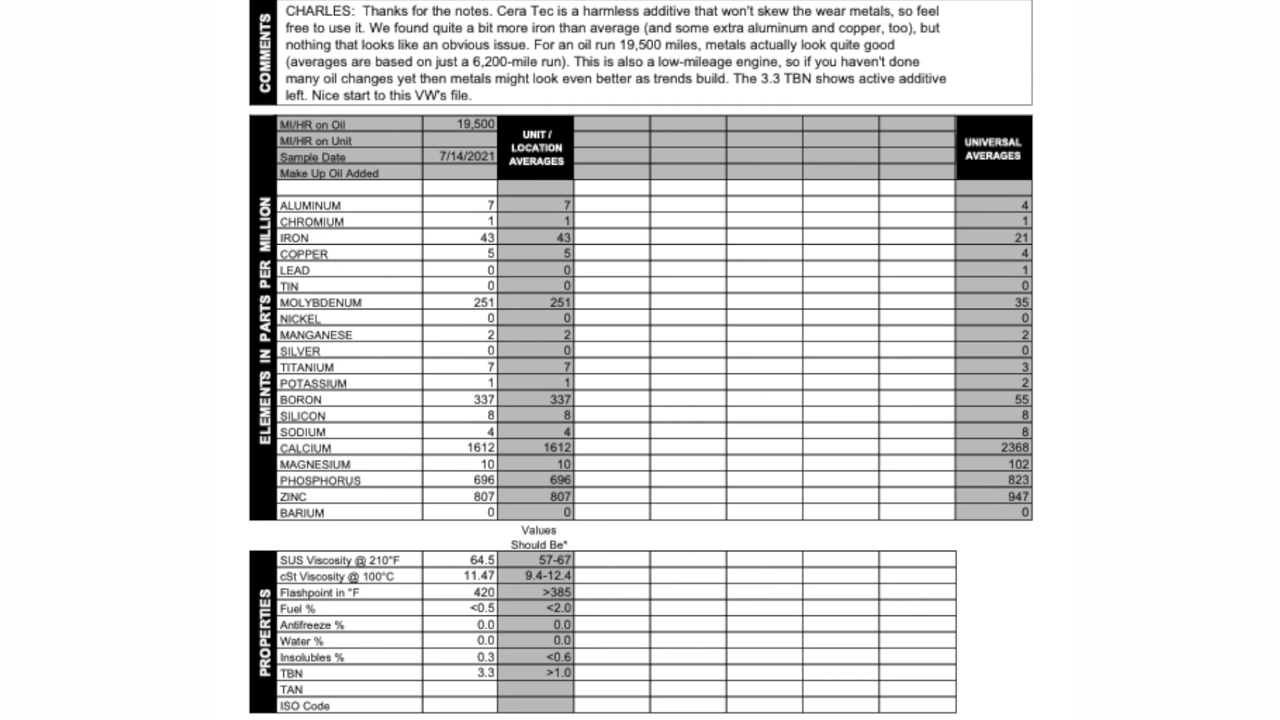 COMMENTS
CHARLES: Thanks for the notes. Cera Tec is a harmless additive that won't skew the wear metals, so feel
free to use it. We found quite a bit more iron than average (and some extra aluminum and copper, too), but
nothing that looks like an obvious issue. For an oil run 19,500 miles, metals actually look quite good
(averages are based on just a 6,200-mile run). This is also a low-mileage engine, so if you haven't done
many oil changes yet then metals might look even better as trends build. The 3.3 TBN shows active additive
left. Nice start to this VW's file.
MI/HR on Oil 19,500
MI/HR on Unit
Sample Date 7/14/2021
Make Up Oil Added
UNIT /
LOCATION
AVERAGES
UNIVERSAL
AVERAGES
ELEMENTS IN PARTS PER MILLION
ALUMINUM 7 7 4
CHROMIUM 1 1 1
IRON 43 43 21
COPPER 5 5 4
LEAD 0 0 1
TIN 0 0 0
MOLYBDENUM 251 251 35
NICKEL 0 0 0
MANGANESE 2 2 2
SILVER 0 0 0
TITANIUM 7 7 3
POTASSIUM 1 1 2
BORON 337 337 55
SILICON 8 8 8
SODIUM 4 4 8
CALCIUM 1612 1612 2368
MAGNESIUM 10 10 102
PHOSPHORUS 696 696 823
ZINC 807 807 947
BARIUM 0 0 0
Values
Should Be*
PROPERTIES
SUS Viscosity @ 210°F 64.5 57-67
cSt Viscosity @ 100°C 11.47 9.4-12.4
Flashpoint in °F 420 >385
Fuel % <0.5 <2.0
Antifreeze % 0.0 0.0
Water % 0.0 0.0
Insolubles % 0.3 <0.6
TBN 3.3 >1.0
TAN
ISO Code